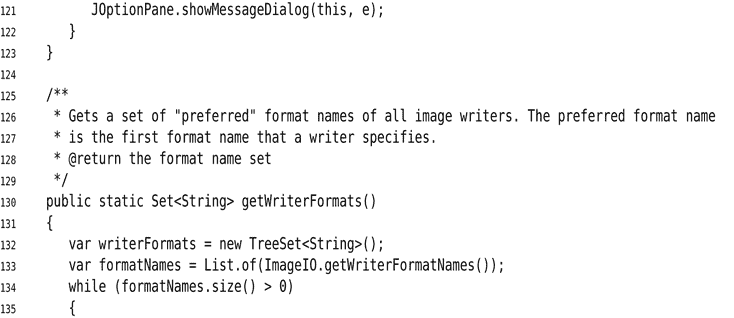 121          JOptionPane.showMessageDialog(this, e);
122       }
123    }
124
125    /**
126     * Gets a set of "preferred" format names of all image writers. The preferred format name
127     * is the first format name that a writer specifies.
128     * @return the format name set
129     */
130    public static Set<String> getWriterFormats()
131    {
132       var writerFormats = new TreeSet<String>();
133       var formatNames = List.of(ImageIO.getWriterFormatNames());
134       while (formatNames.size() > 0)
135       {